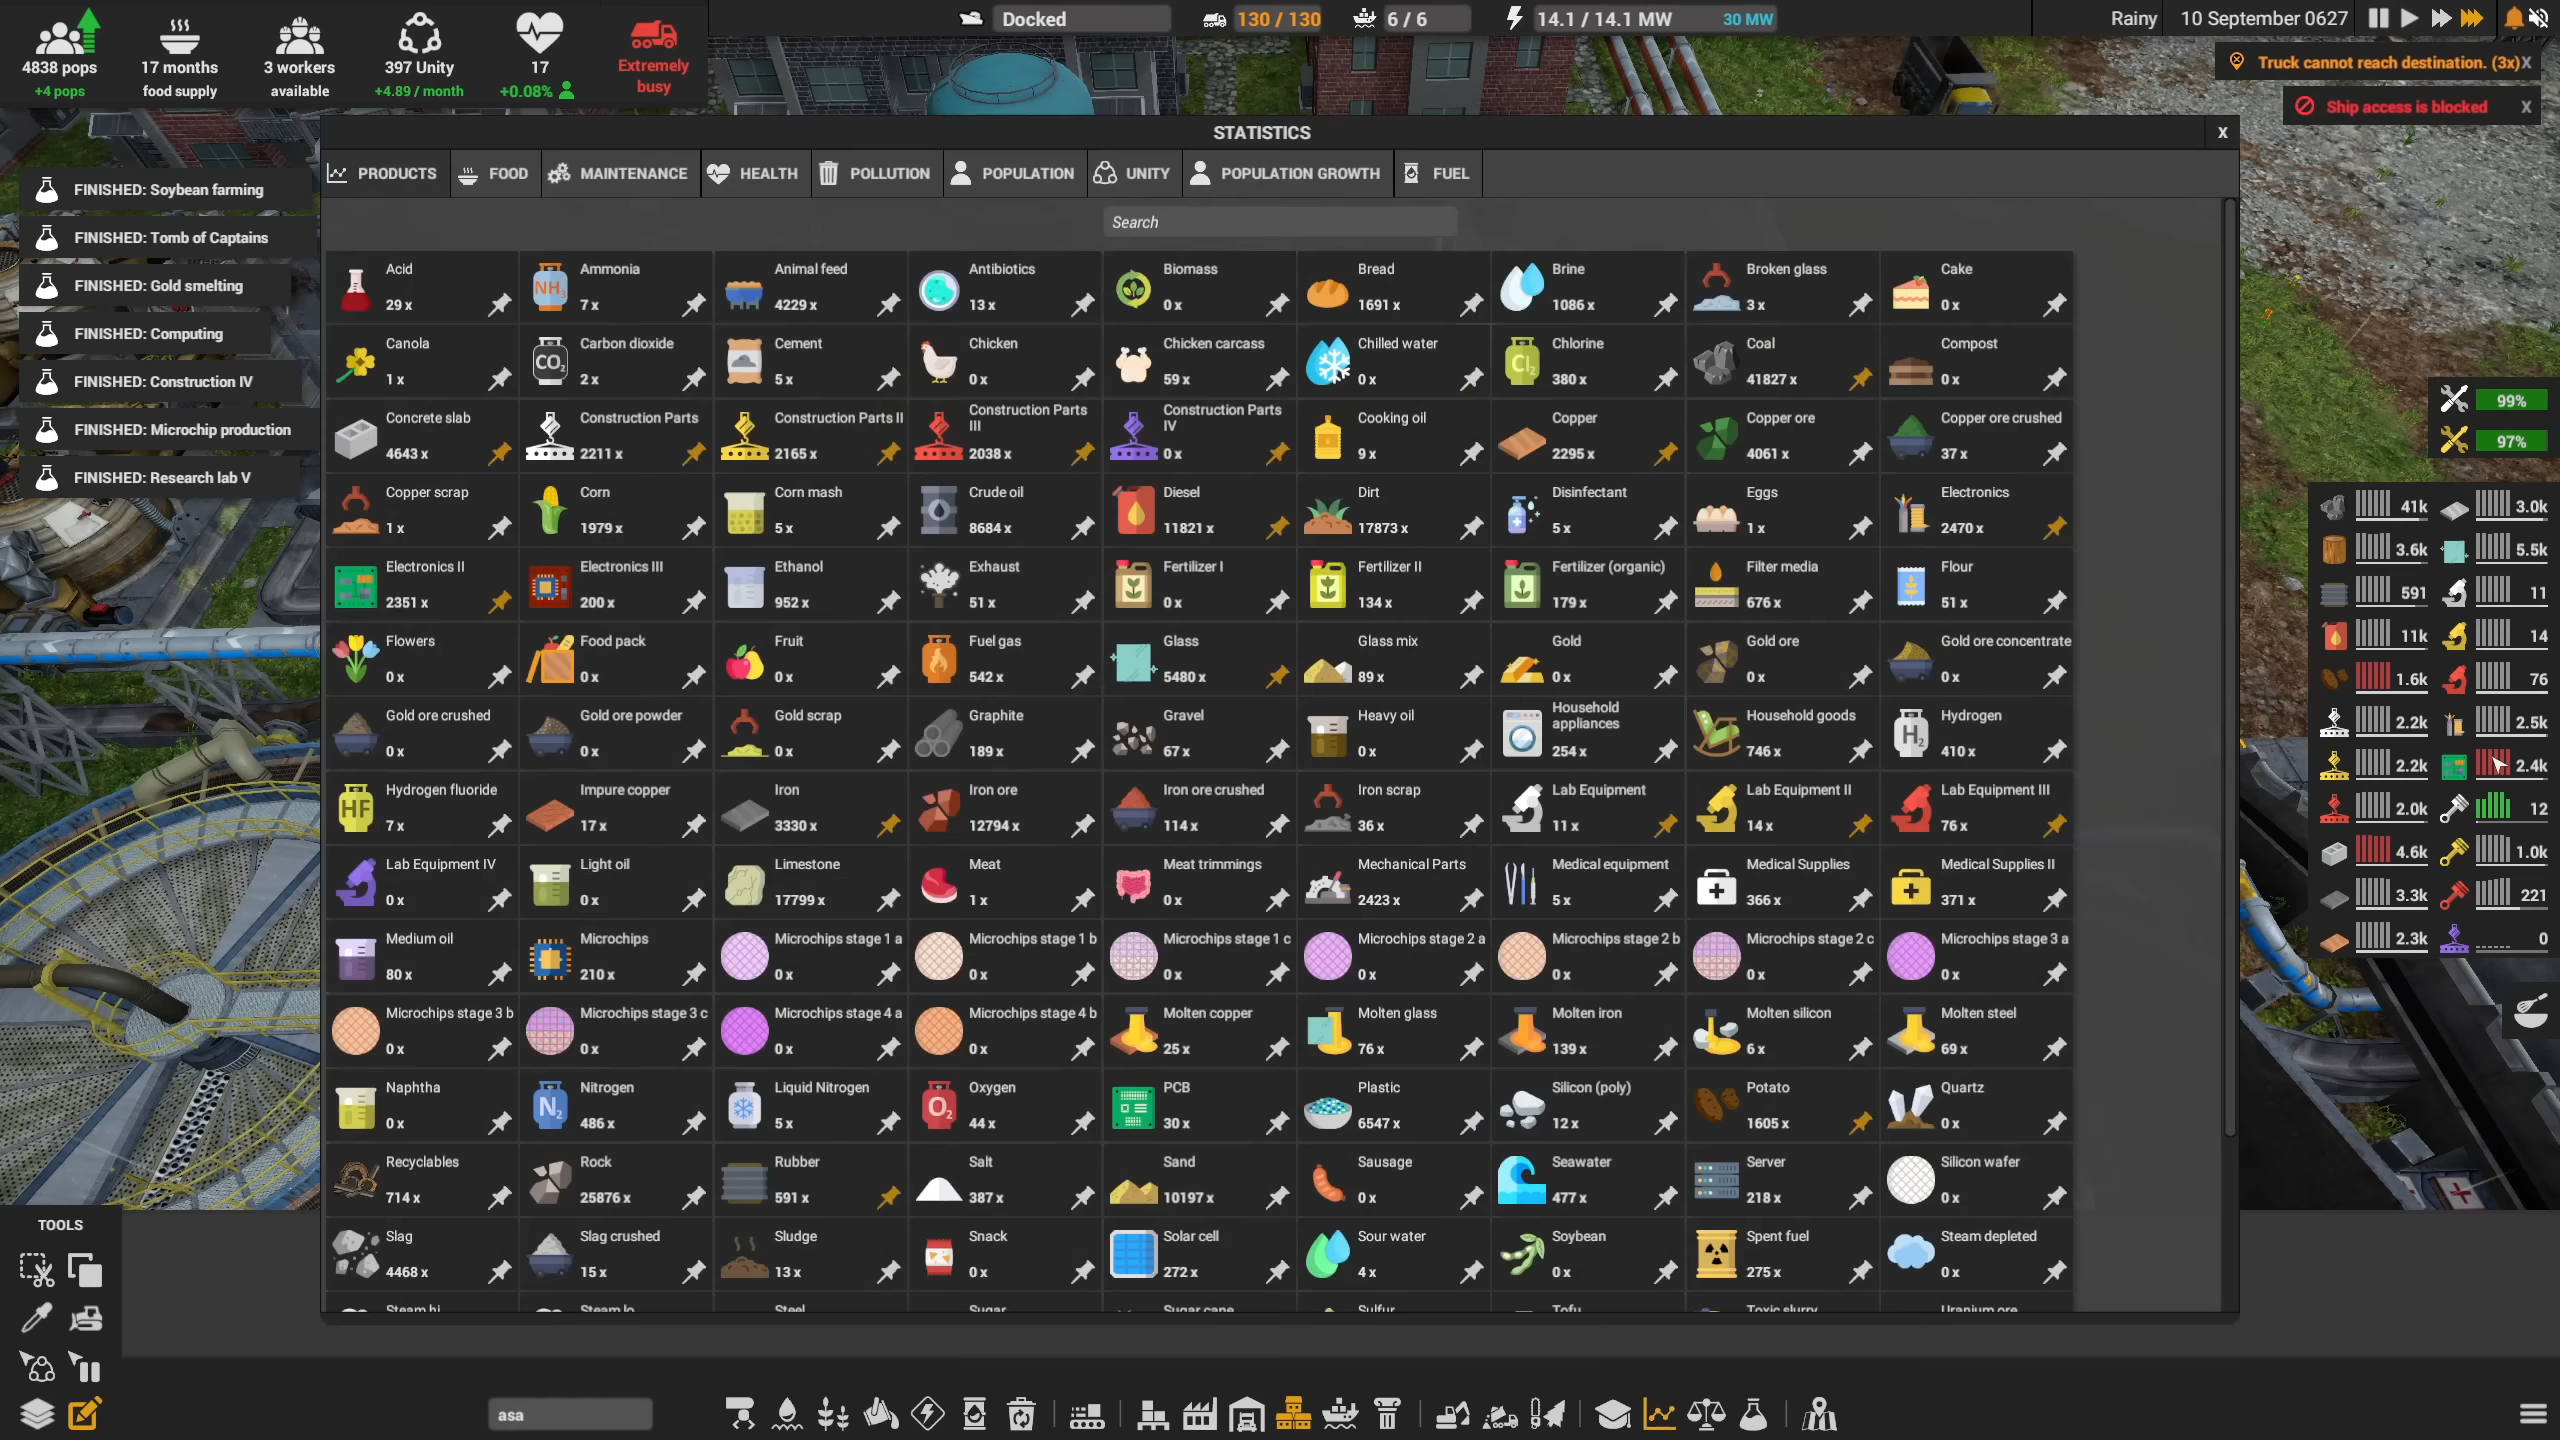 4838 pops
+4 pops
17 months
food supply
3 workers
available
397 Unity
+4.89 / month
17
+0.08%
Extremely
busy
Docked
130 / 130
6 / 6
14.1 / 14.1 MW
30 MW
Rainy
10 September 0627
Truck cannot reach destination. (3x)X
Ship access is blocked X
FINISHED: Soybean farming
FINISHED: Tomb of Captains
FINISHED: Gold smelting
FINISHED: Computing
FINISHED: Construction IV
FINISHED: Microchip production
FINISHED: Research lab V
STATISTICS
X
PRODUCTS
FOOD
MAINTENANCE
HEALTH
POLLUTION
POPULATION
UNITY
POPULATION GROWTH
FUEL
Search
Acid
29 x
Ammonia
NH3
7 x
Animal feed
4229 x
Antibiotics
13 x
Biomass
0 x
Bread
1691 x
Brine
1086 x
Broken glass
3 x
Cake
0 x
Canola
1 x
Carbon dioxide
CO2
2 x
Cement
5 x
Chicken
0 x
Chicken carcass
59 x
Chilled water
0 x
Chlorine
Cl2
380 x
Coal
41827 x
Compost
0 x
Concrete slab
4643 x
Construction Parts
2211 x
Construction Parts II
2165 x
Construction Parts
III
2038 x
Construction Parts
IV
0 x
Cooking oil
9 x
Copper
2295 x
Copper ore
4061 x
Copper ore crushed
37 x
Copper scrap
1 x
Corn
1979 x
Corn mash
5 x
Crude oil
8684 x
Diesel
11821 x
Dirt
17873 x
Disinfectant
5 x
Eggs
1 x
Electronics
2470 x
Electronics II
2351 x
Electronics III
200 x
Ethanol
952 x
Exhaust
51 x
Fertilizer I
0 x
Fertilizer II
134 x
Fertilizer (organic)
179 x
Filter media
676 x
Flour
51 x
Flowers
0 x
Food pack
0 x
Fruit
0 x
Fuel gas
542 x
Glass
5480 x
Glass mix
89 x
Gold
0 x
Gold ore
0 x
Gold ore concentrate
0 x
Gold ore crushed
0 x
Gold ore powder
0 x
Gold scrap
0 x
Graphite
189 x
Gravel
67 x
Heavy oil
0 x
Household
appliances
254 x
Household goods
746 x
Hydrogen
H2
410 x
Hydrogen fluoride
HF
7 x
Impure copper
17 x
Iron
3330 x
Iron ore
12794 x
Iron ore crushed
114 x
Iron scrap
36 x
Lab Equipment
11 x
Lab Equipment II
14 x
Lab Equipment III
76 x
Lab Equipment IV
0 x
Light oil
0 x
Limestone
17799 x
Meat
1 x
Meat trimmings
0 x
Mechanical Parts
2423 x
Medical equipment
5 x
Medical Supplies
366 x
Medical Supplies II
371 x
Medium oil
80 x
Microchips
210 x
Microchips stage 1 a
0 x
Microchips stage 1 b
0 x
Microchips stage 1 c
0 x
Microchips stage 2 a
0 x
Microchips stage 2 b
0 x
Microchips stage 2 c
0 x
Microchips stage 3 a
0 x
Microchips stage 3 b
0 x
Microchips stage 3 c
0 x
Microchips stage 4 a
0 x
Microchips stage 4 b
0 x
Molten copper
25 x
Molten glass
76 x
Molten iron
139 x
Molten silicon
6 x
Molten steel
69 x
Naphtha
0 x
Nitrogen
N2
486 x
Liquid Nitrogen
5 x
Oxygen
O2
44 x
PCB
30 x
Plastic
6547 x
Silicon (poly)
12 x
Potato
1605 x
Quartz
0 x
Recyclables
714 x
Rock
25876 x
Rubber
591 x
Salt
387 x
Sand
10197 x
Sausage
0 x
Seawater
477 x
Server
218 x
Silicon wafer
0 x
Slag
4468 x
Slag crushed
15 x
Sludge
13 x
Snack
0 x
Solar cell
272 x
Sour water
4 x
Soybean
0 x
Spent fuel
275 x
Steam depleted
0 x
Steam hi
Steam lo
Steel
Sugar
Sugar cane
Sulfur
Tofu
Toxic slurry
Uranium ore
99%
97%
41k
3.0k
3.6k
5.5k
591
11
11k
14
1.6k
76
2.2k
2.5k
2.2k
2.4k
2.0k
12
4.6k
1.0k
3.3k
221
2.3k
0
TOOLS
asa